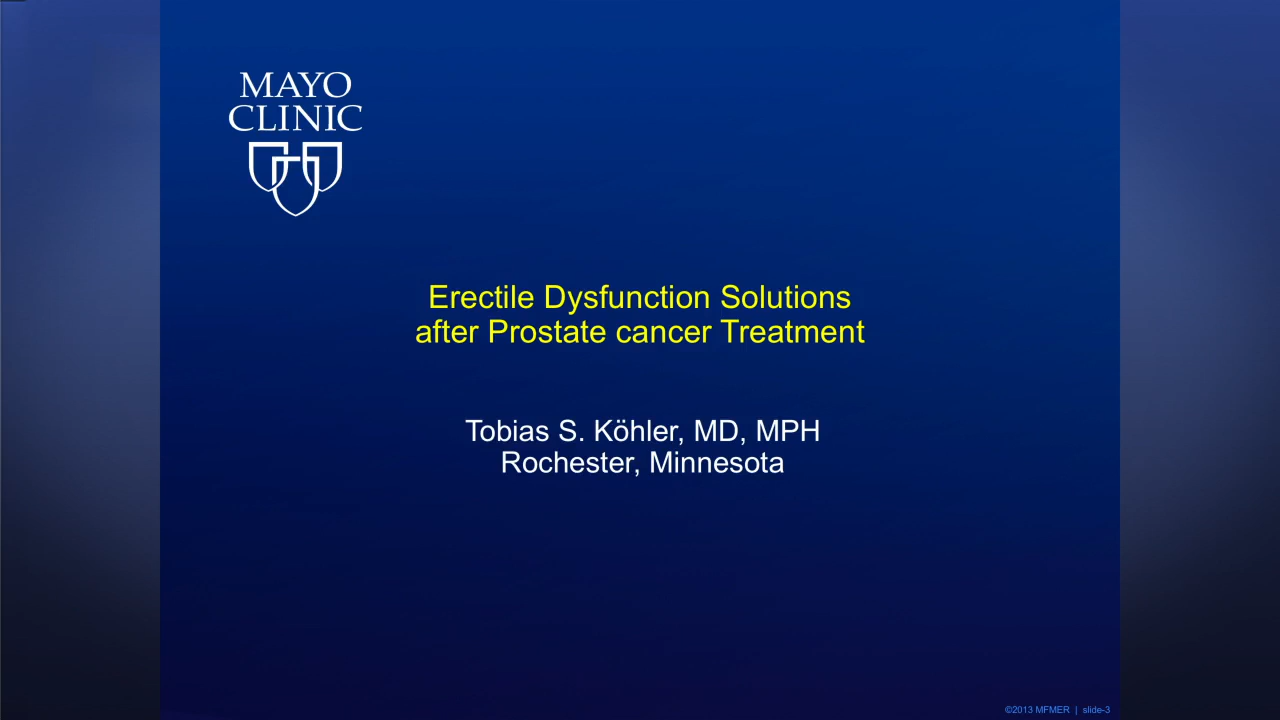 MAYO
CLINIC
Erectile Dysfunction Solutions
after Prostate cancer Treatment
Tobias S. Köhler, MD, MPH
Rochester, Minnesota
©2013 MFMER | slide-3